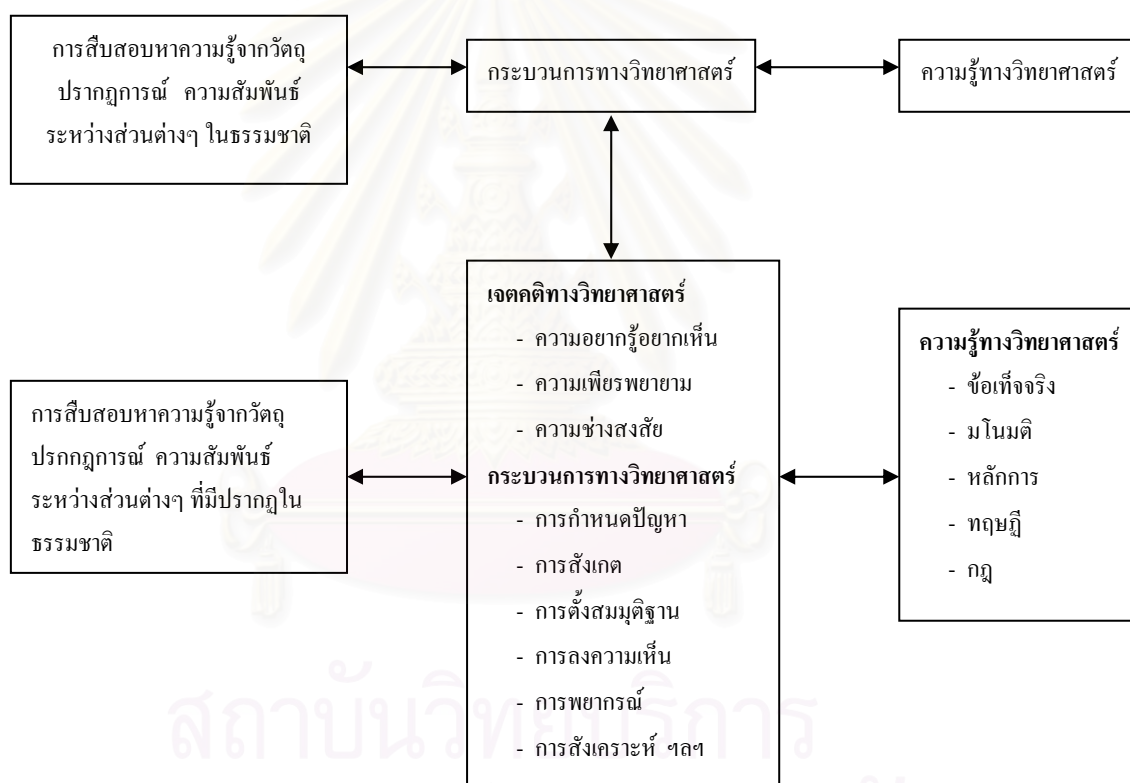 การสืบสอบหาความรู้จากวัตถุ
ปรากฏการณ์ ความสัมพันธ์
ระหว่างส่วนต่างๆ ในธรรมชาติ
กระบวนการทางวิทยาศาสตร์
ความรู้ทางวิทยาศาสตร์
การสืบสอบหาความรู้จากวัตถุ
ปรกกฎการณ์ ความสัมพันธ์
ระหว่างส่วนต่างๆ ที่มีปรากฏใน
ธรรมชาติ
เจตคติทางวิทยาศาสตร์
- ความอยากรู้อยากเห็น
- ความเพียรพยายาม
- ความช่างสงสัย
กระบวนการทางวิทยาศาสตร์
- การกำหนดปัญหา
- การสังเกต
- การตั้งสมมุติฐาน
- การลงความเห็น
- การพยากรณ์
- การสังเคราะห์ ฯลฯ
ความรู้ทางวิทยาศาสตร์
- ข้อเท็จจริง
- มโนมติ
- หลักการ
- ทฤษฎี
- กฎ
สถาบันวิทยบริการ